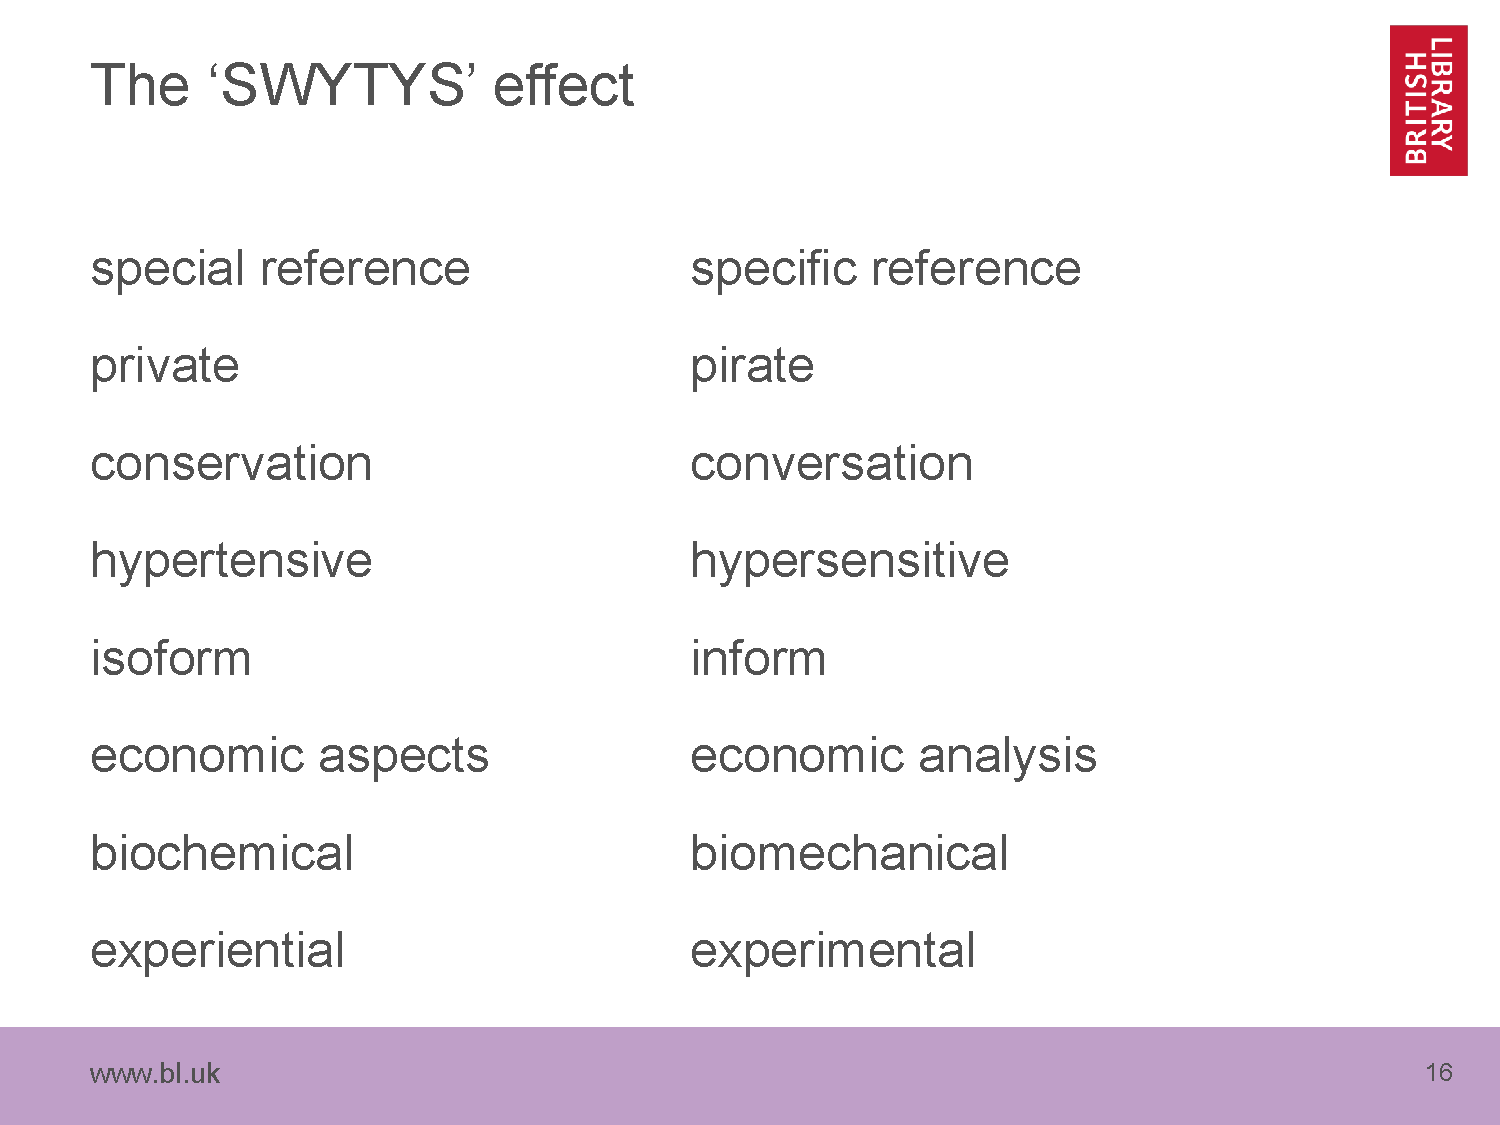 The ‘SWYTYS’ effect
BRITISH
LIBRARY
special reference specific reference
private pirate
conservation conversation
hypertensive hypersensitive
isoform inform
economic aspects economic analysis
biochemical biomechanical
experiential experimental
www.bl.uk 16